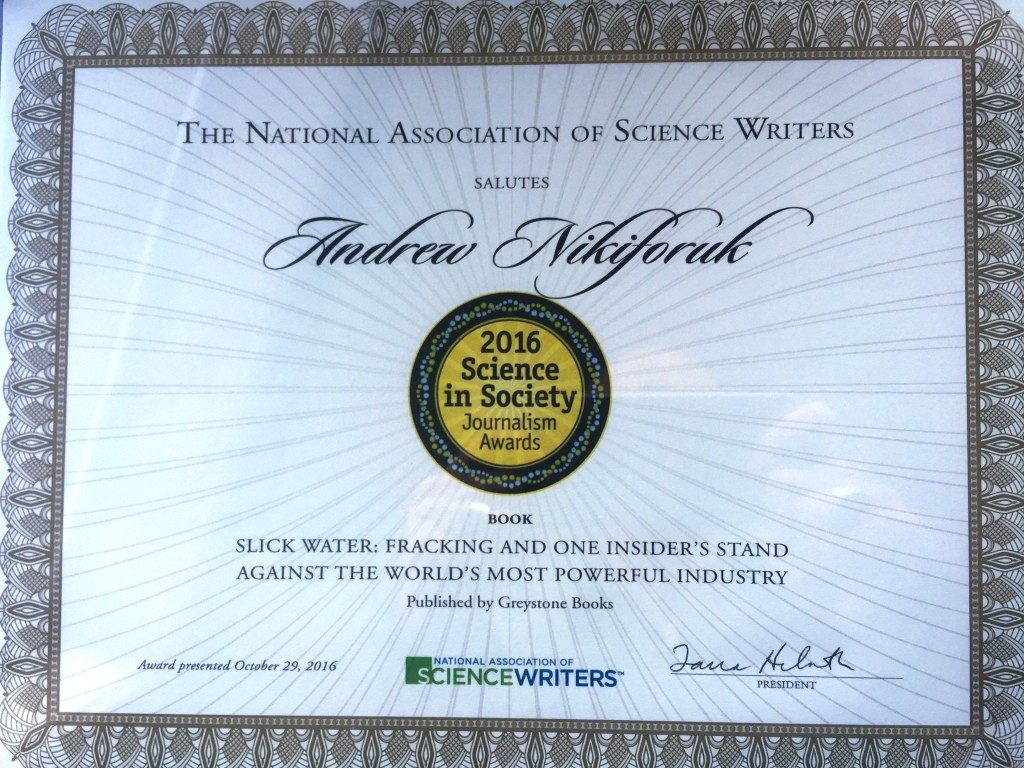 THE NATIONAL ASSOCIATION OF SCIENCE WRITERS
SALUTES
Andrew Nikiforuk
2016
Science
in Society
Journalism
Awards
BOOK
SLICK WATER: FRACKING AND ONE INSIDER'S STAND
AGAINST THE WORLD'S MOST POWERFUL INDUSTRY
Published by Greystone Books
Award presented October 29, 2016
NATIONAL ASSOCIATION OF
SCIENCEWRITERS™
PRESIDENT